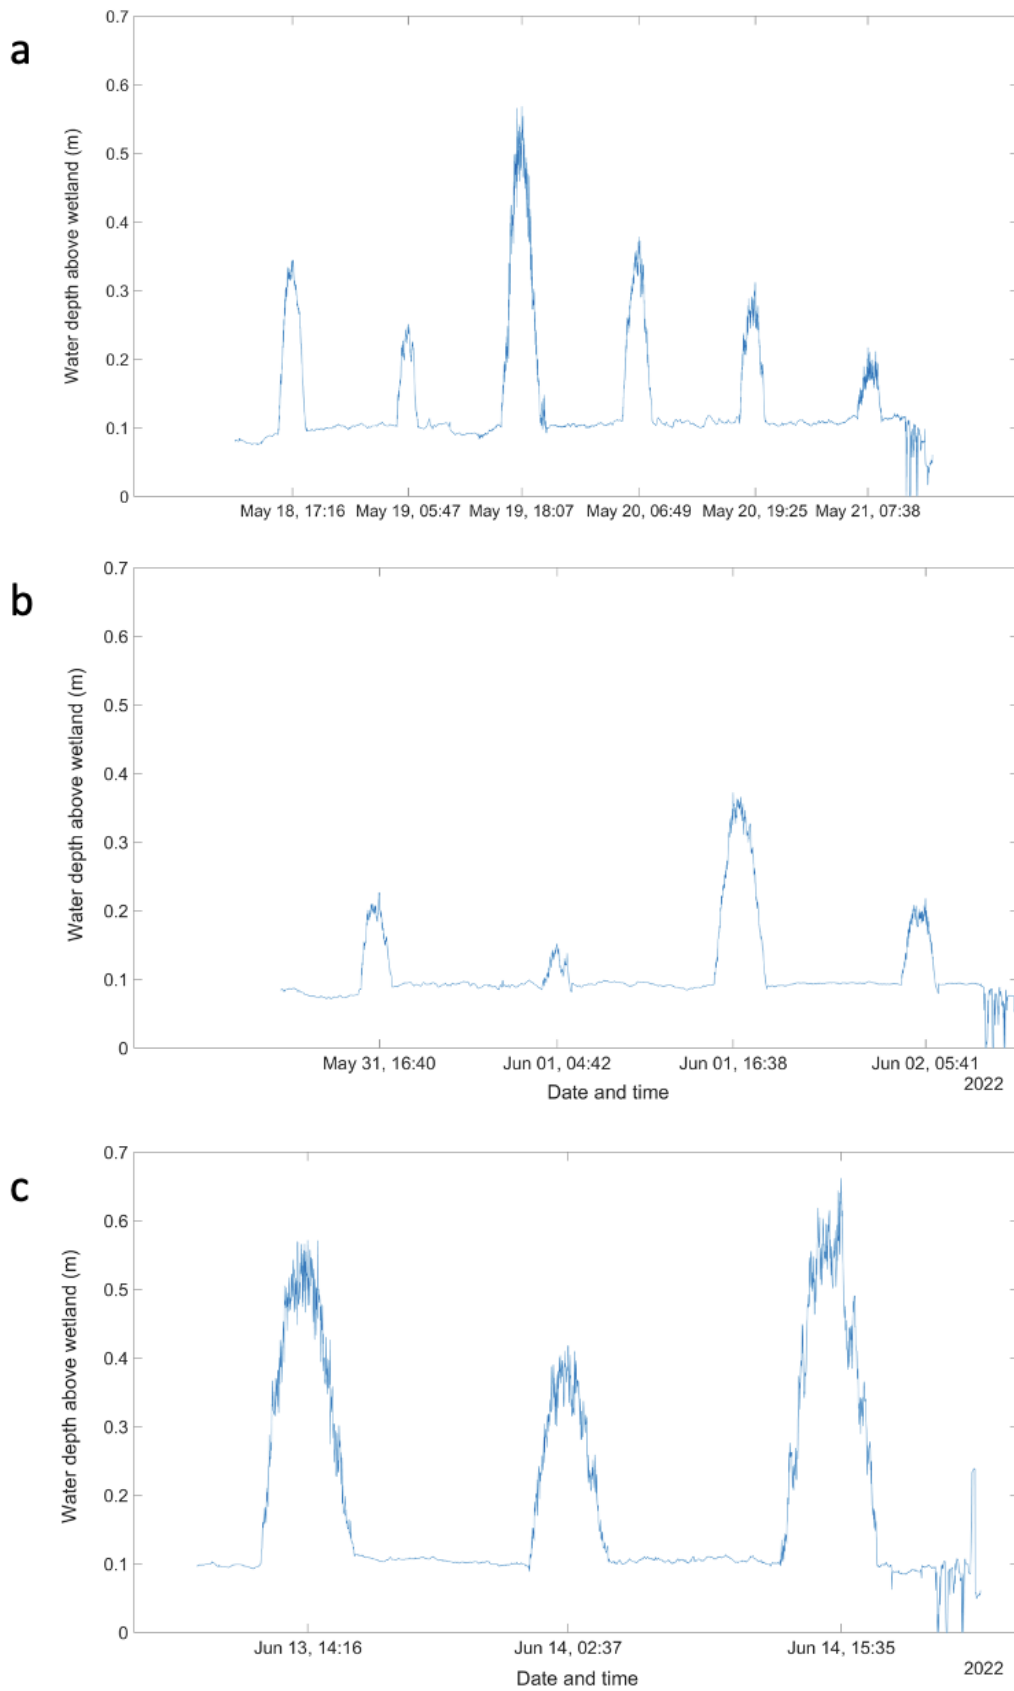 a
Water depth above wetland (m)
0.7
0.6
0.5
0.4
0.3
0.2
0.1
0
May 18, 17:16 May 19, 05:47 May 19, 18:07 May 20, 06:49 May 20, 19:25 May 21, 07:38
b
Water depth above wetland (m)
0.7
0.6
0.5
0.4
0.3
0.2
0.1
0
May 31, 16:40 Jun 01, 04:42 Jun 01, 16:38 Jun 02, 05:41
Date and time
2022
c
Water depth above wetland (m)
0.7
0.6
0.5
0.4
0.3
0.2
0.1
0
Jun 13, 14:16 Jun 14, 02:37 Jun 14, 15:35
Date and time
2022